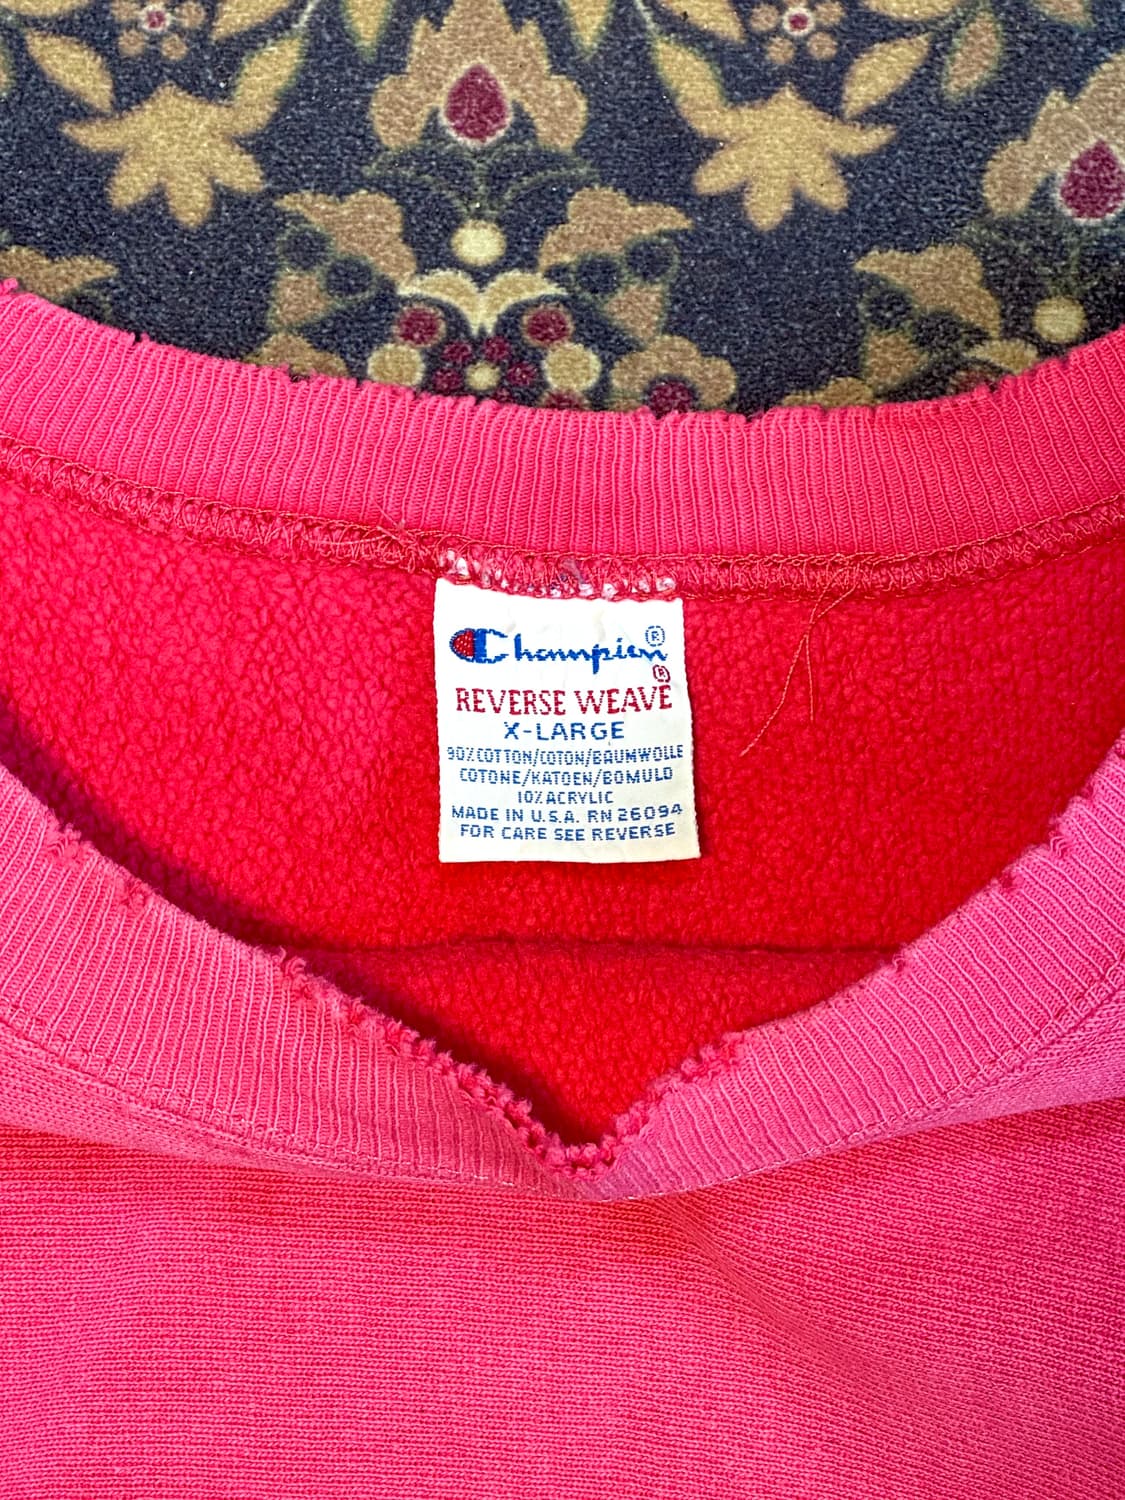 Champion®
REVERSE WEAVE®
X-LARGE
90% COTTON/COTON/BAUMWOLLE
COTONE/KATOEN/BOMULD
10% ACRYLIC
MADE IN U.S.A. RN 26094
FOR CARE SEE REVERSE